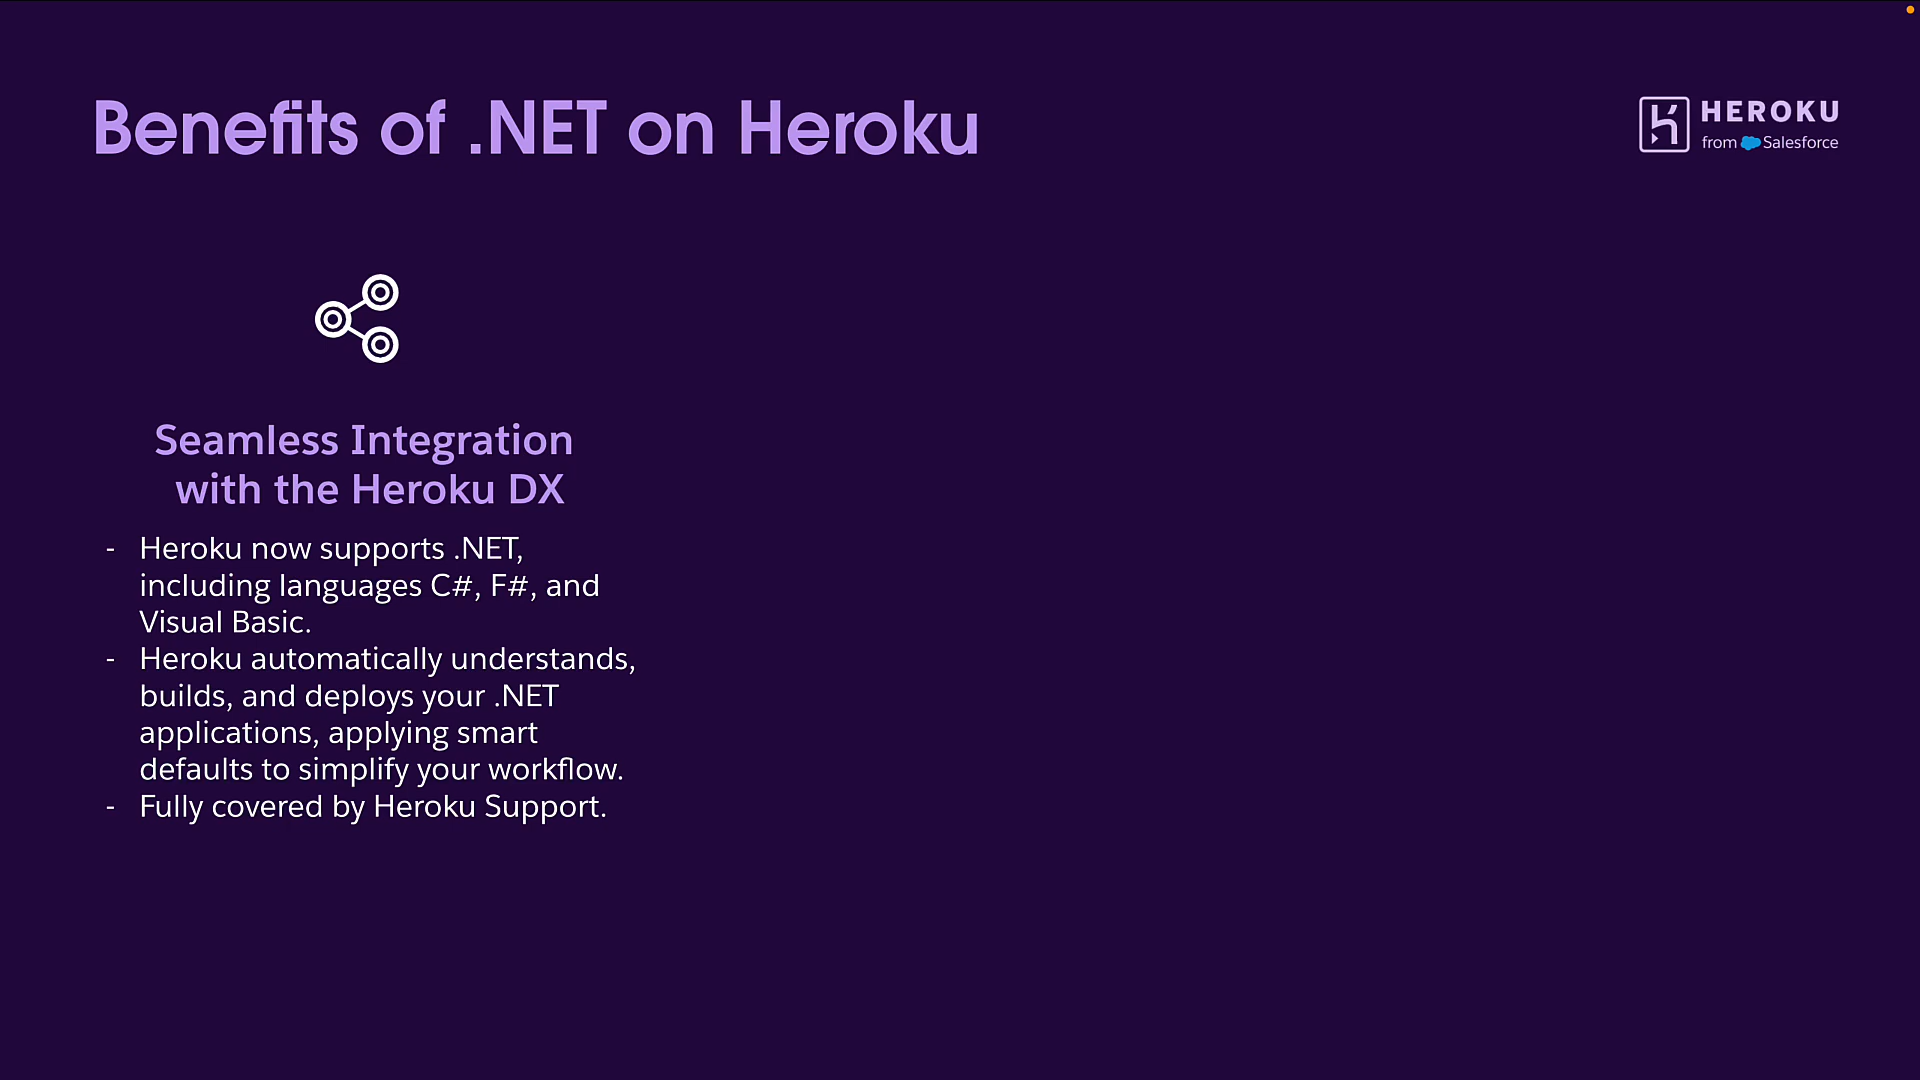 Benefits of .NET on Heroku
HEROKU
from Salesforce
Seamless Integration
with the Heroku DX
- Heroku now supports .NET,
including languages C#, F#, and
Visual Basic.
- Heroku automatically understands,
builds, and deploys your .NET
applications, applying smart
defaults to simplify your workflow.
- Fully covered by Heroku Support.